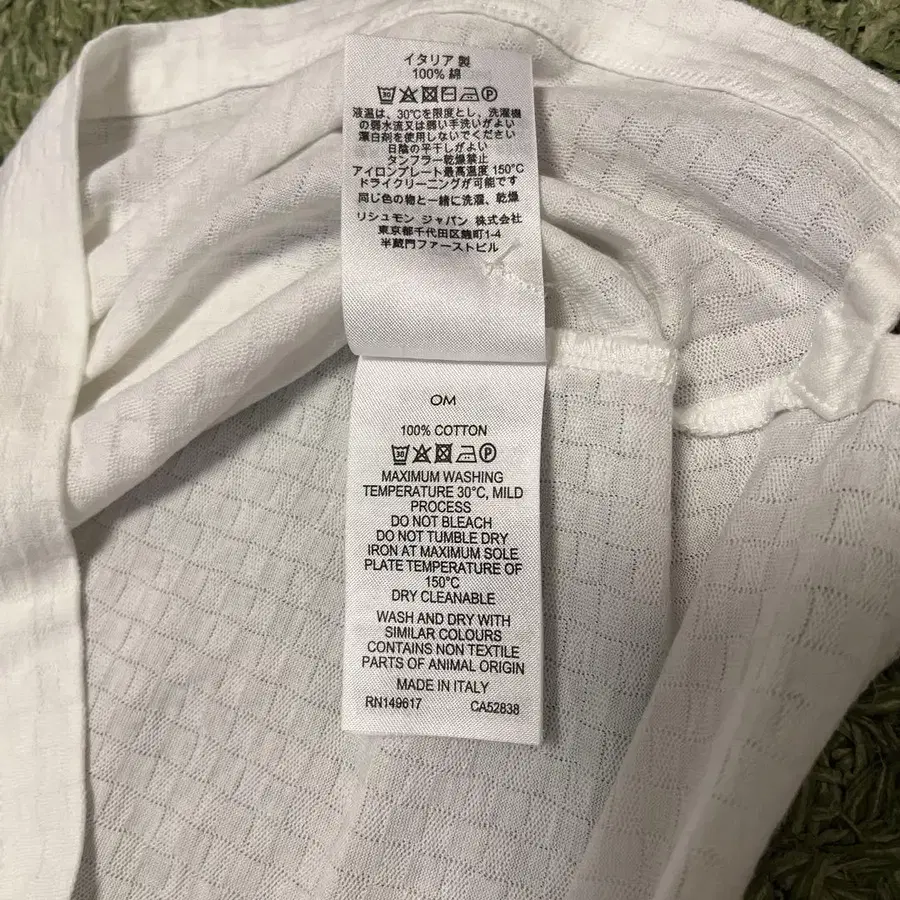 イタリア 製
100% 綿
液温は、30℃を限度とし、洗濯機
の弱水流又は弱い手洗いがよい
漂白剤を使用しないでください
日陰の平干しがよい
タンブラー乾燥禁止
アイロンプレート最高温度 150°C
ドライクリーニングが可能です
同じ色の物と一緒に洗濯、乾燥
リシュモン ジャパン 株式会社
東京都千代田区麹町1-4
半蔵門ファーストビル
OM
100% COTTON
MAXIMUM WASHING
TEMPERATURE 30°C, MILD
PROCESS
DO NOT BLEACH
DO NOT TUMBLE DRY
IRON AT MAXIMUM SOLE
PLATE TEMPERATURE OF
150°C
DRY CLEANABLE
WASH AND DRY WITH
SIMILAR COLOURS
CONTAINS NON TEXTILE
PARTS OF ANIMAL ORIGIN
MADE IN ITALY
RN149617 CA52838